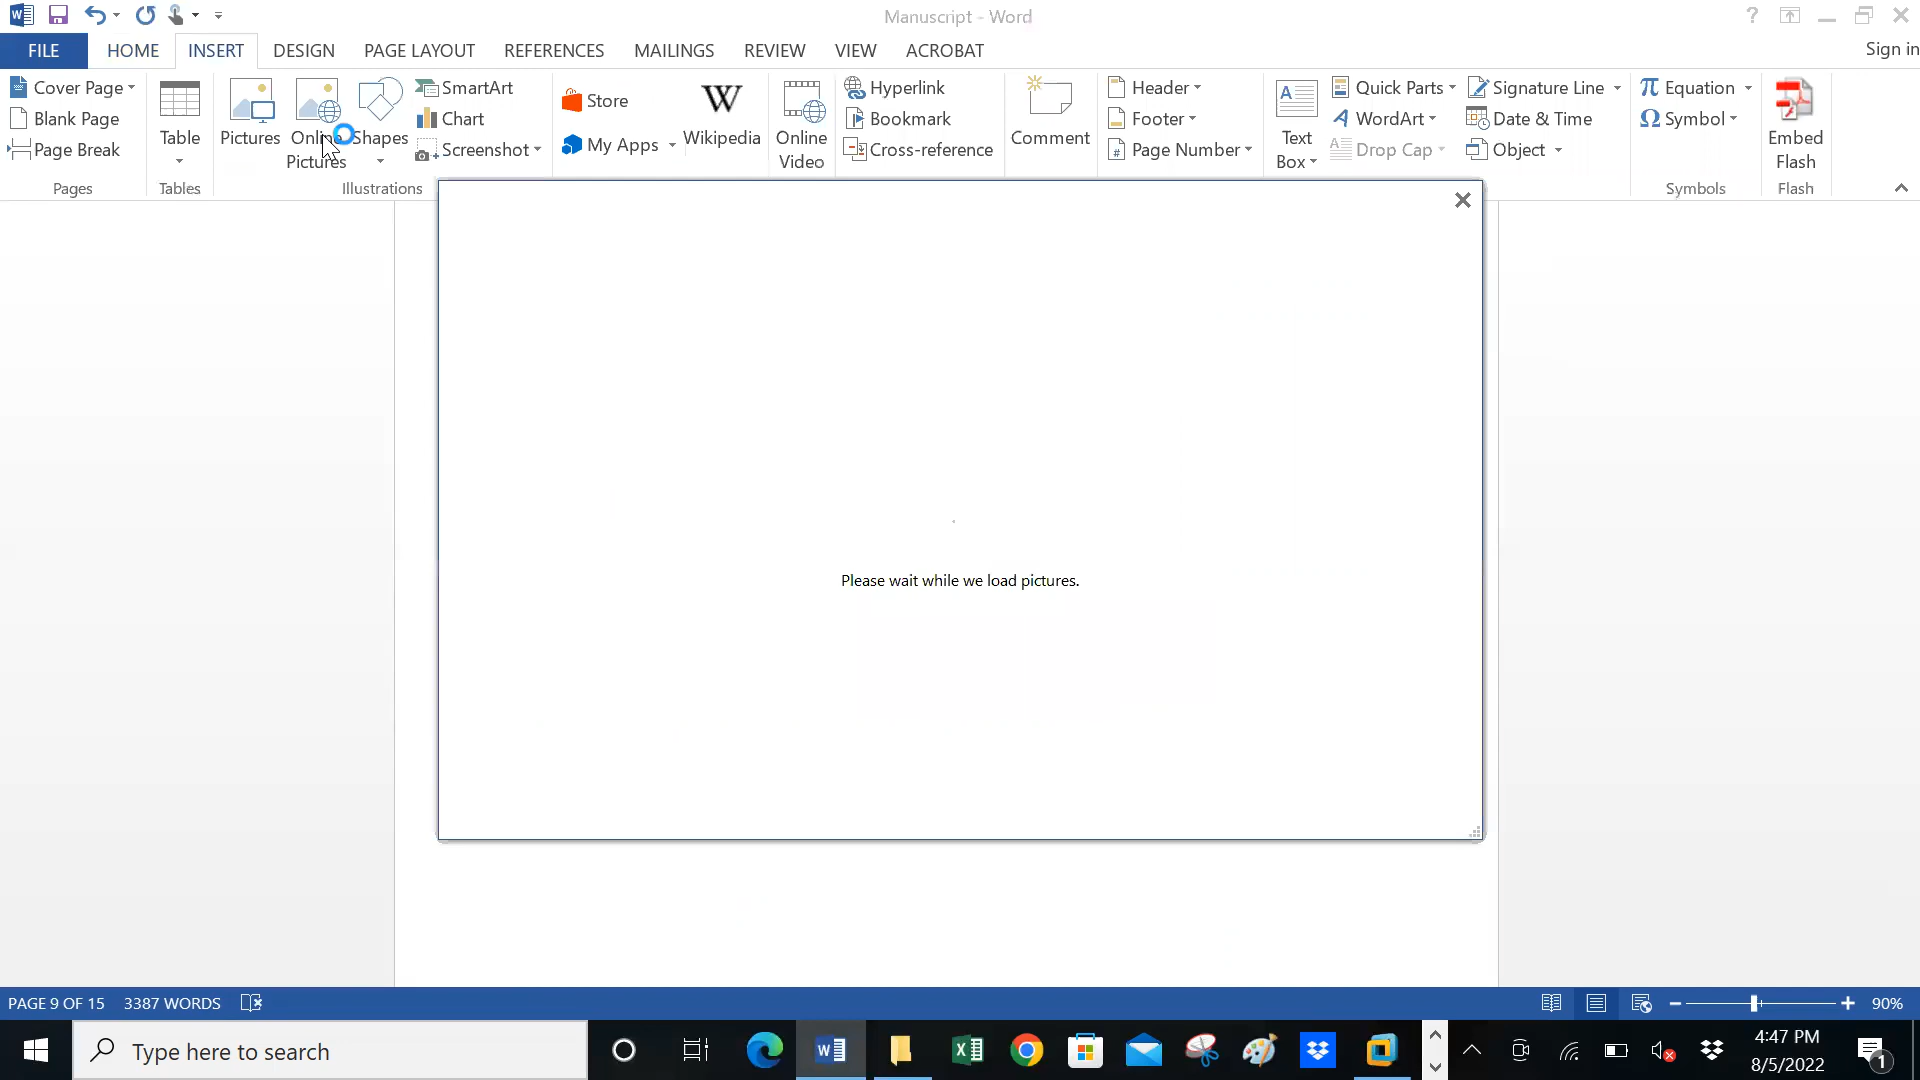 Manuscript - Word
?
FILE HOME INSERT DESIGN PAGE LAYOUT REFERENCES MAILINGS REVIEW VIEW ACROBAT Sign in
Cover Page
Blank Page
Page Break
Pages
Table
Tables
Pictures
Online
Pictures
Shapes
SmartArt
Chart
Screenshot
Illustrations
Store
My Apps
W
Wikipedia
Online
Video
Hyperlink
Bookmark
Cross-reference
Comment
Header
Footer
# Page Number
A
Text
Box
Quick Parts
A WordArt
A Drop Cap
Signature Line
Date & Time
Object
π Equation
Ω Symbol
Symbols
Embed
Flash
Flash
Please wait while we load pictures.
PAGE 9 OF 15 3387 WORDS 90%
Type here to search
4:47 PM
8/5/2022
1